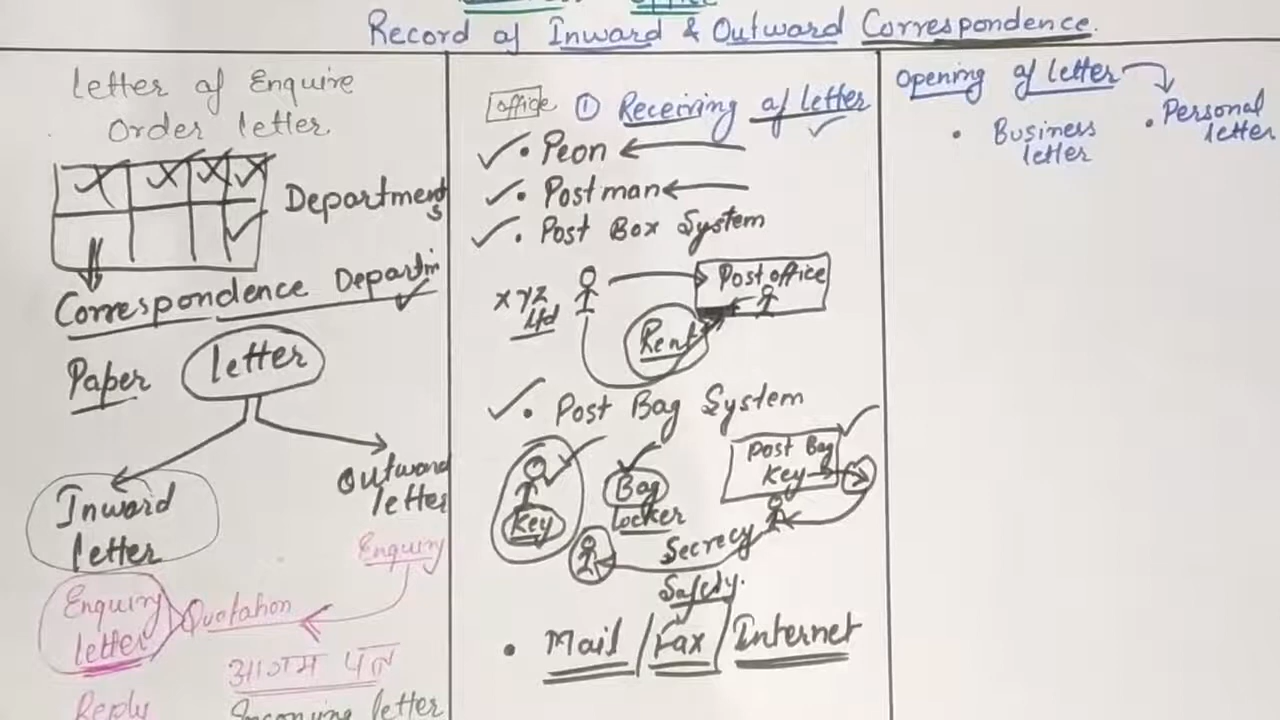 Record of Inward & Outward Correspondence.
letter of Enquire
Order letter
Departments
Correspondence Departm
Paper
letter
Inward letter
Outward letter
Enquiry
Enquiry letter
Quotation
आगम पत्र
Reply
Incoming letter
Office
① Receiving of letter
• Peon
• Postman
• Post Box System
xyz Ltd
Post office
Rent
• Post Bag System
Key
Bag
Locker
Post Bag
Key
Secrecy
Safety.
• Mail / Fax / Internet
Opening of letter
• Business letter
• Personal letter